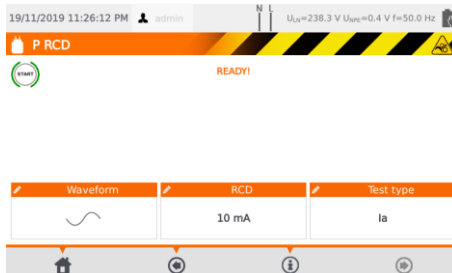 19/11/2019 11:26:12 PM admin N L ULN=238.3 V UNPE=0.4 V f=50.0 Hz
P RCD
START READY!
Waveform RCD Test type
10 mA Ia